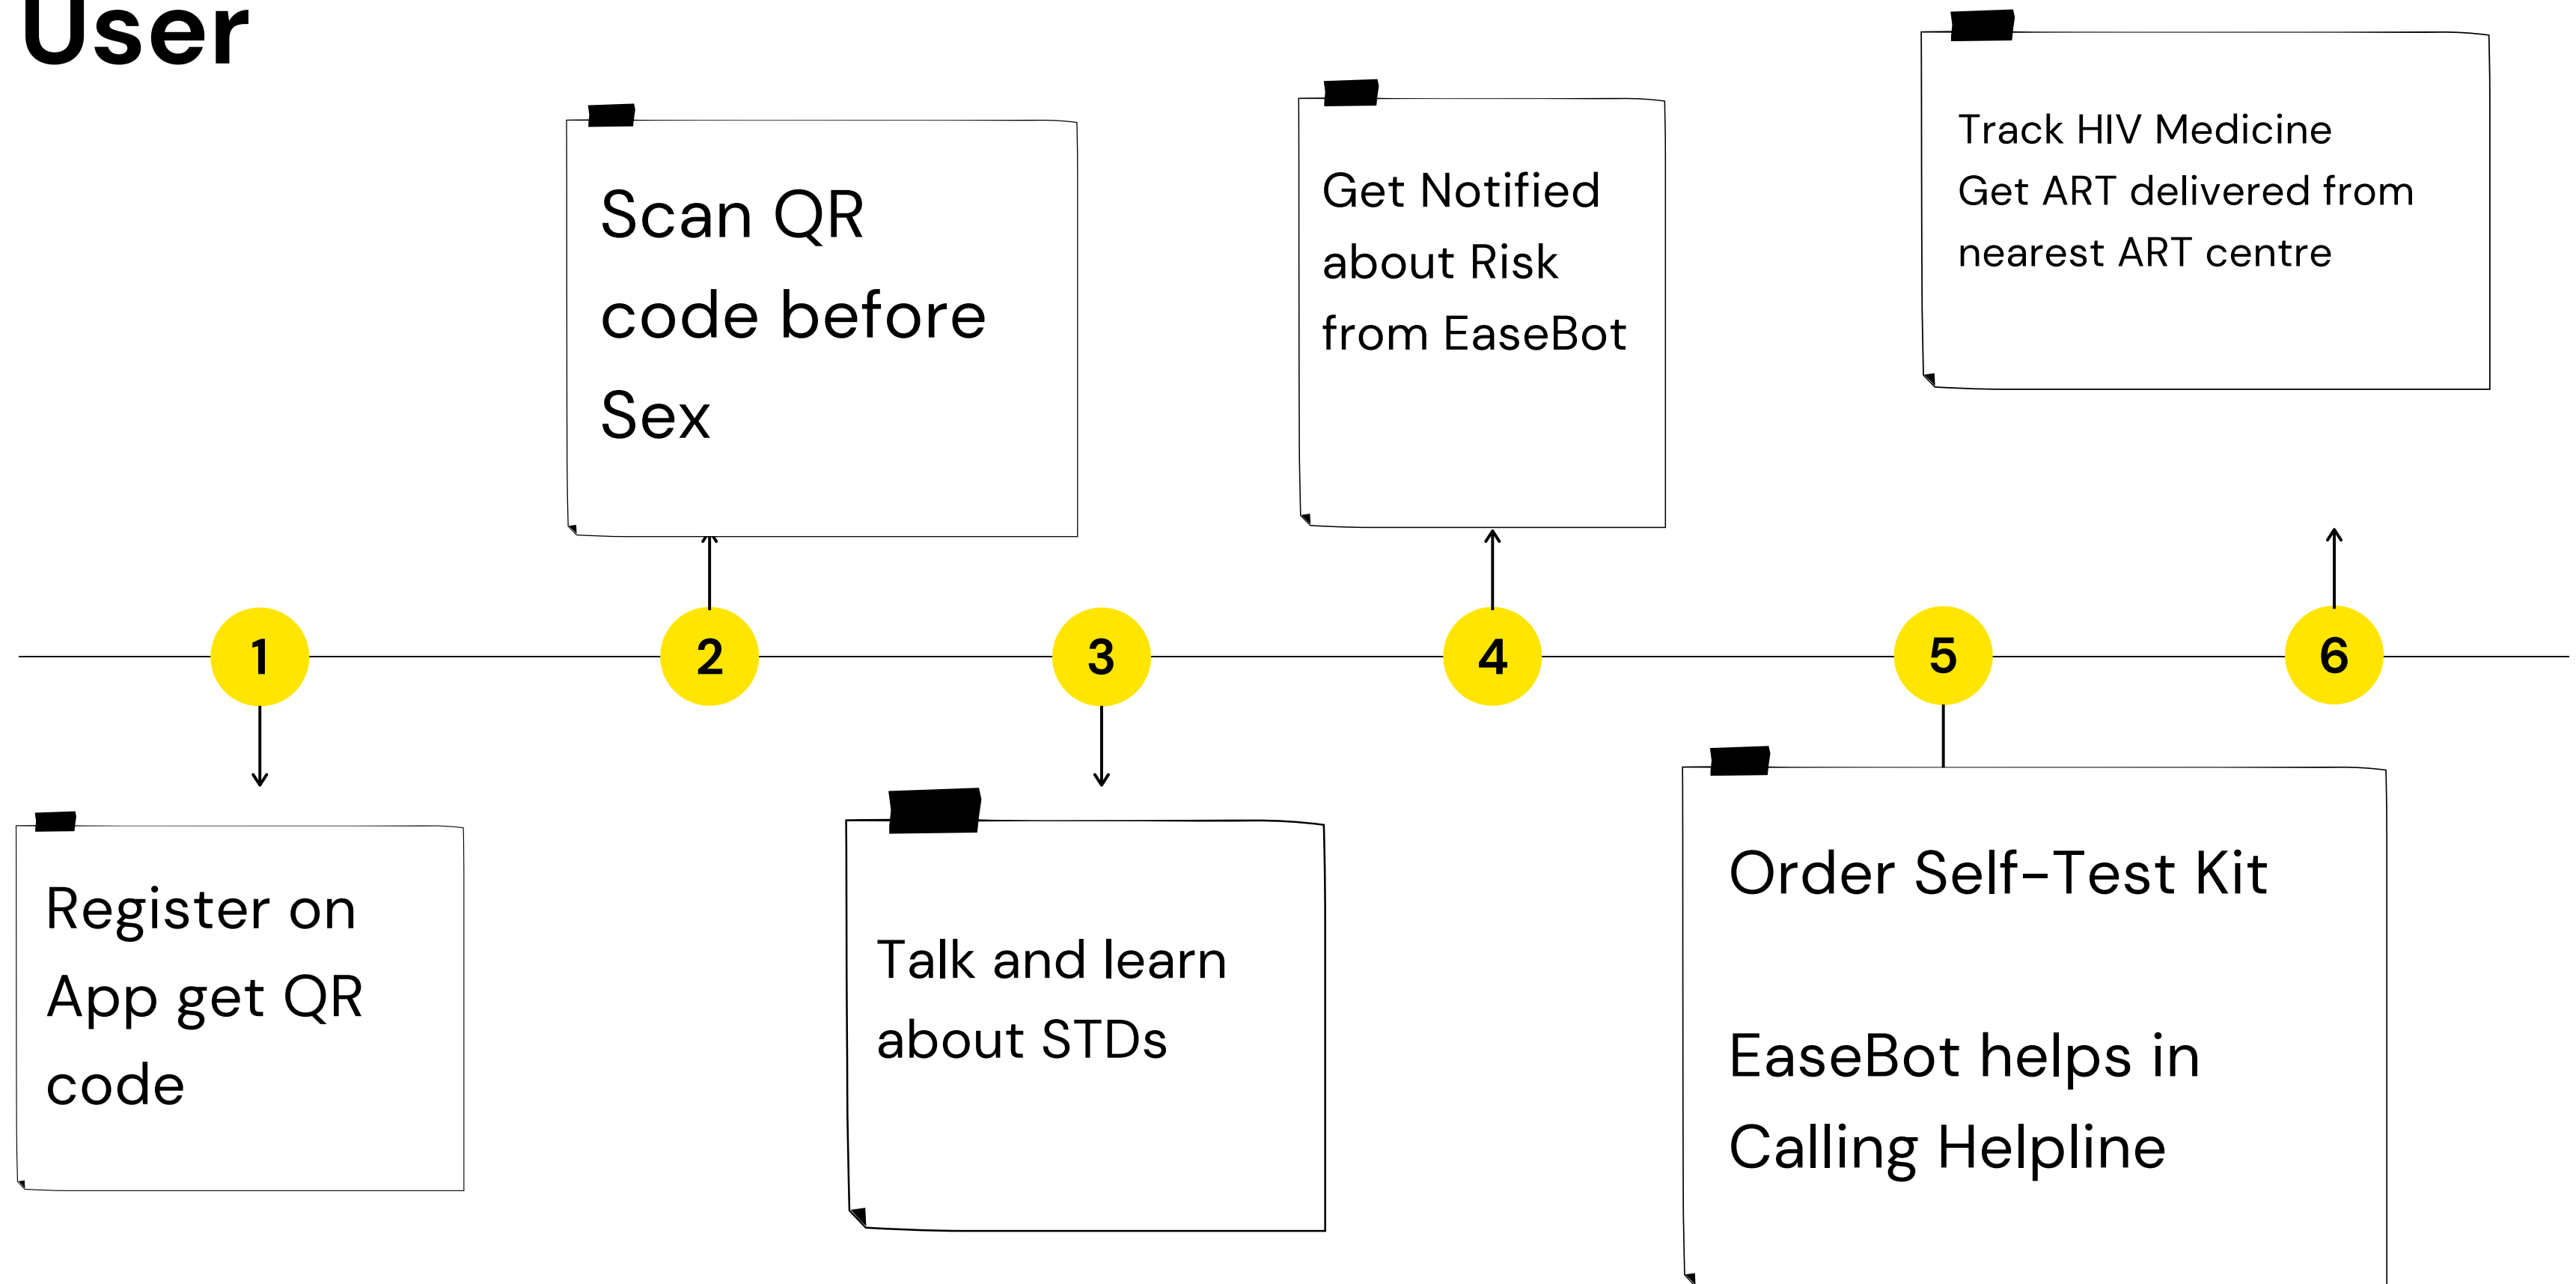 User
Scan QR
code before
Sex
Get Notified
about Risk
from EaseBot
Track HIV Medicine
Get ART delivered from
nearest ART centre
1
2
3
4
5
6
Register on
App get QR
code
Talk and learn
about STDs
Order Self-Test Kit
EaseBot helps in
Calling Helpline